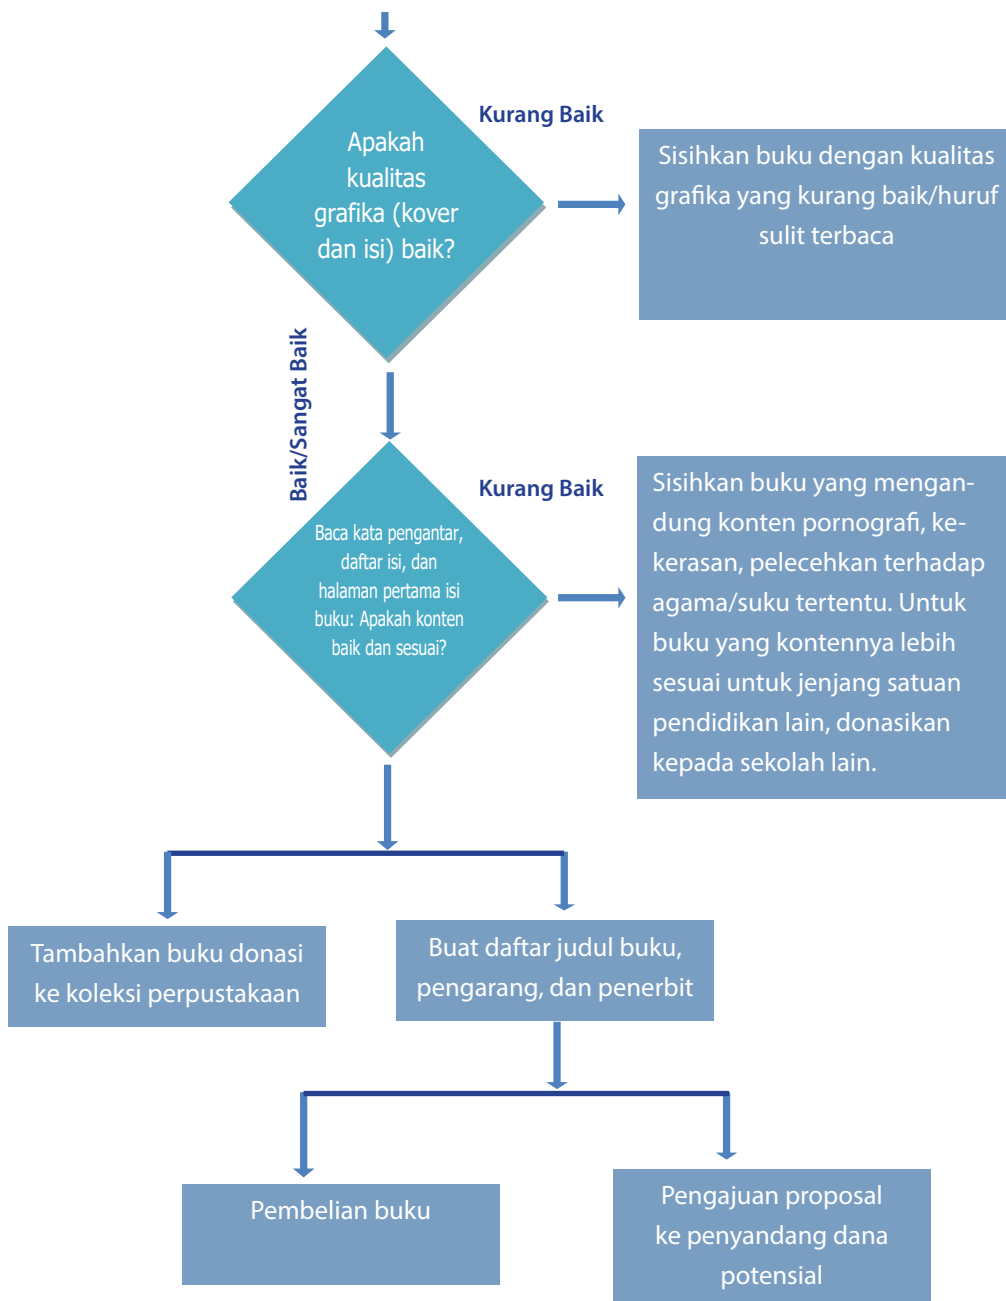 Kurang Baik
Apakah
kualitas
grafika (kover
dan isi) baik?
Sisihkan buku dengan kualitas
grafika yang kurang baik/huruf
sulit terbaca
Baik/Sangat Baik
Kurang Baik
Baca kata pengantar,
daftar isi, dan
halaman pertama isi
buku: Apakah konten
baik dan sesuai?
Sisihkan buku yang mengan-
dung konten pornografi, ke-
kerasan, pelecehkan terhadap
agama/suku tertentu. Untuk
buku yang kontennya lebih
sesuai untuk jenjang satuan
pendidikan lain, donasikan
kepada sekolah lain.
Tambahkan buku donasi
ke koleksi perpustakaan
Buat daftar judul buku,
pengarang, dan penerbit
Pembelian buku
Pengajuan proposal
ke penyandang dana
potensial